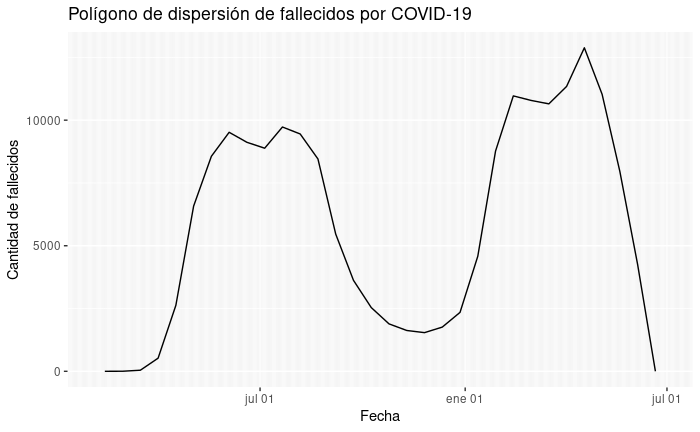 Polígono de dispersión de fallecidos por COVID-19
Cantidad de fallecidos
10000
5000
0
jul 01
ene 01
jul 01
Fecha